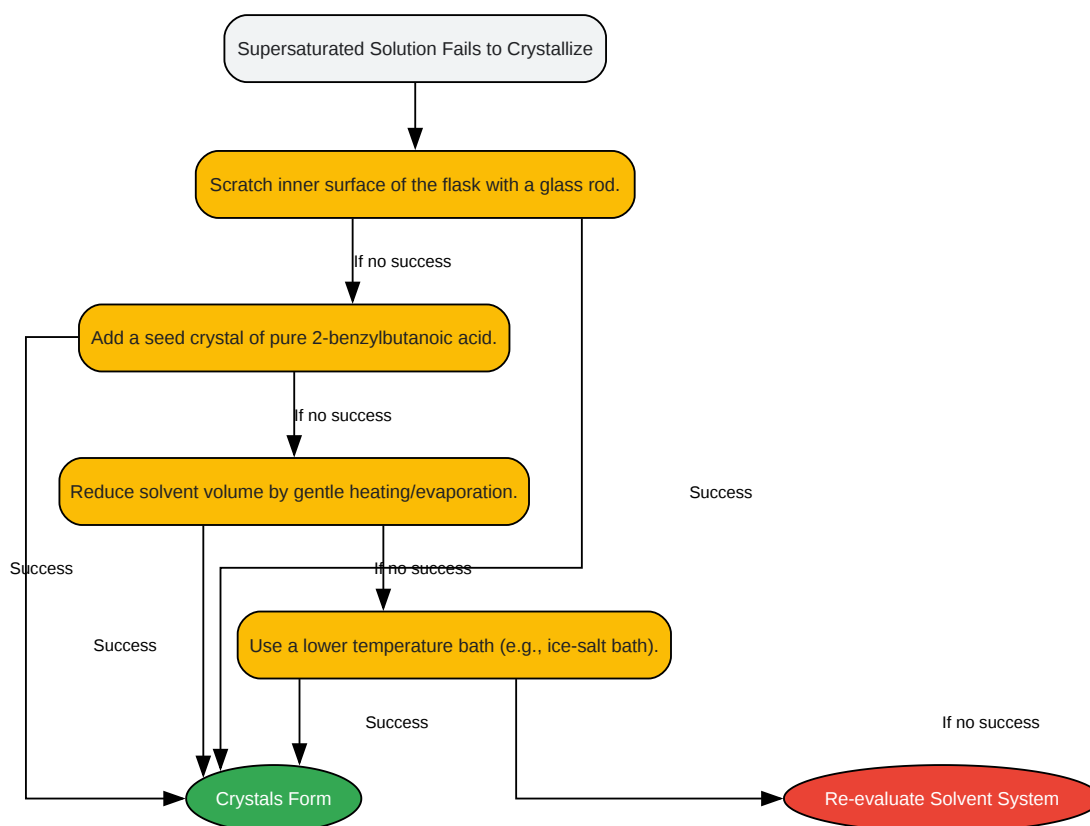 Supersaturated Solution Fails to Crystallize
Scratch inner surface of the flask with a glass rod.
If no success
Add a seed crystal of pure 2-benzylbutanoic acid.
If no success
Reduce solvent volume by gentle heating/evaporation.
Success
Success
If no success
Success
Use a lower temperature bath (e.g., ice-salt bath).
Success
If no success
Crystals Form
Re-evaluate Solvent System